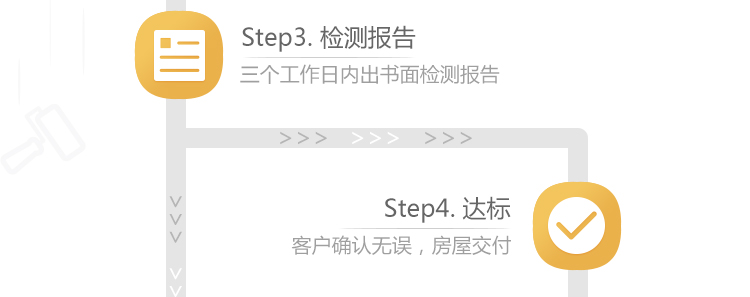 Step3. 检测报告
三个工作日内出书面检测报告
> > > > > > > > >
Step4. 达标
客户确认无误，房屋交付